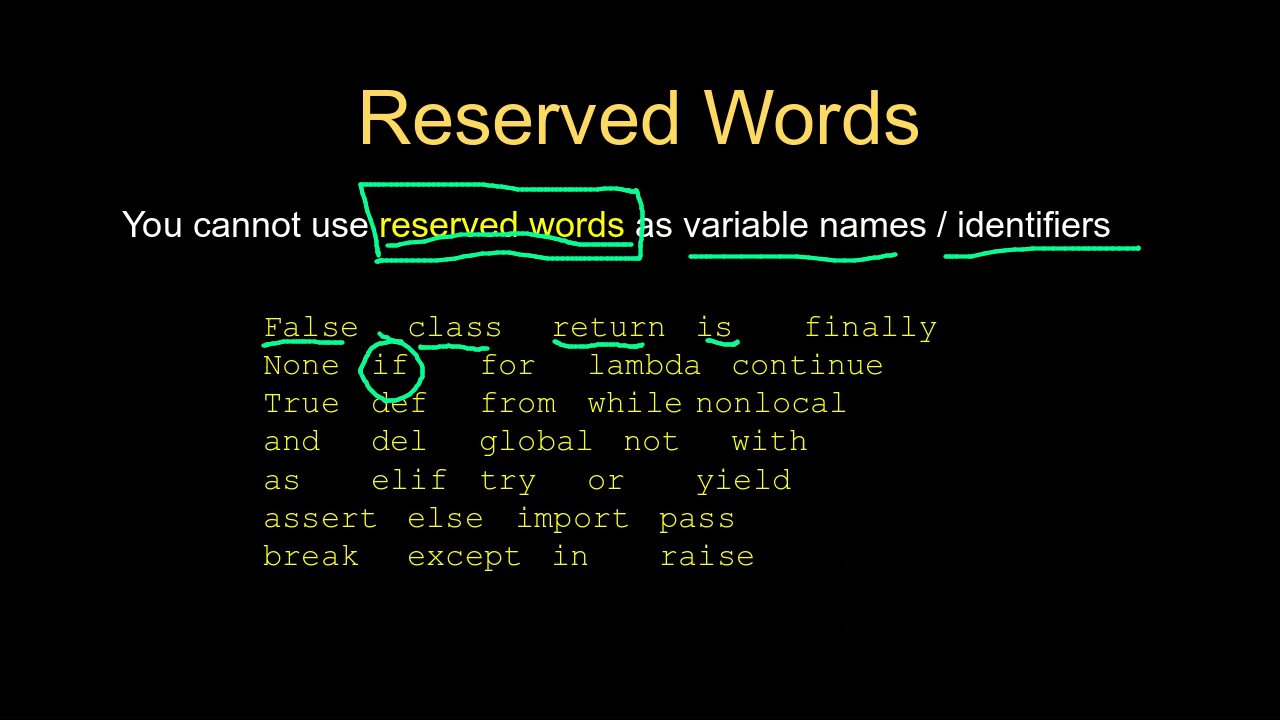 Reserved Words
You cannot use reserved words as variable names / identifiers
False class return is finally
None if for lambda continue
True def from while nonlocal
and del global not with
as elif try or yield
assert else import pass
break except in raise